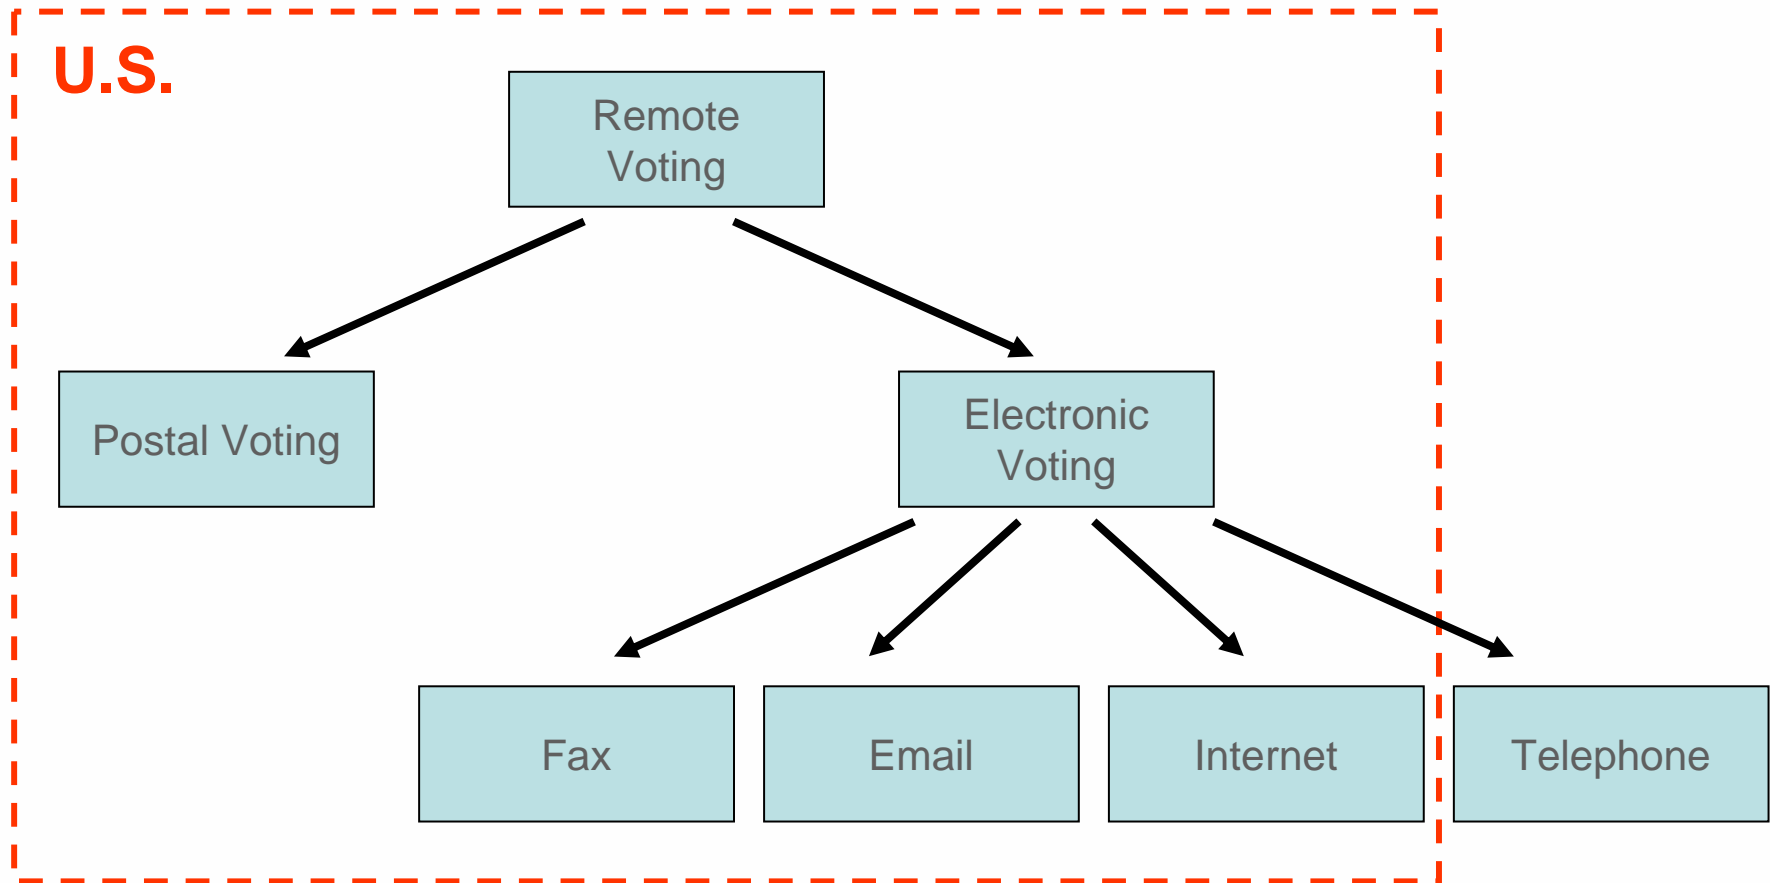 U.S.
Remote
Voting
Postal Voting
Electronic
Voting
Fax
Email
Internet
Telephone